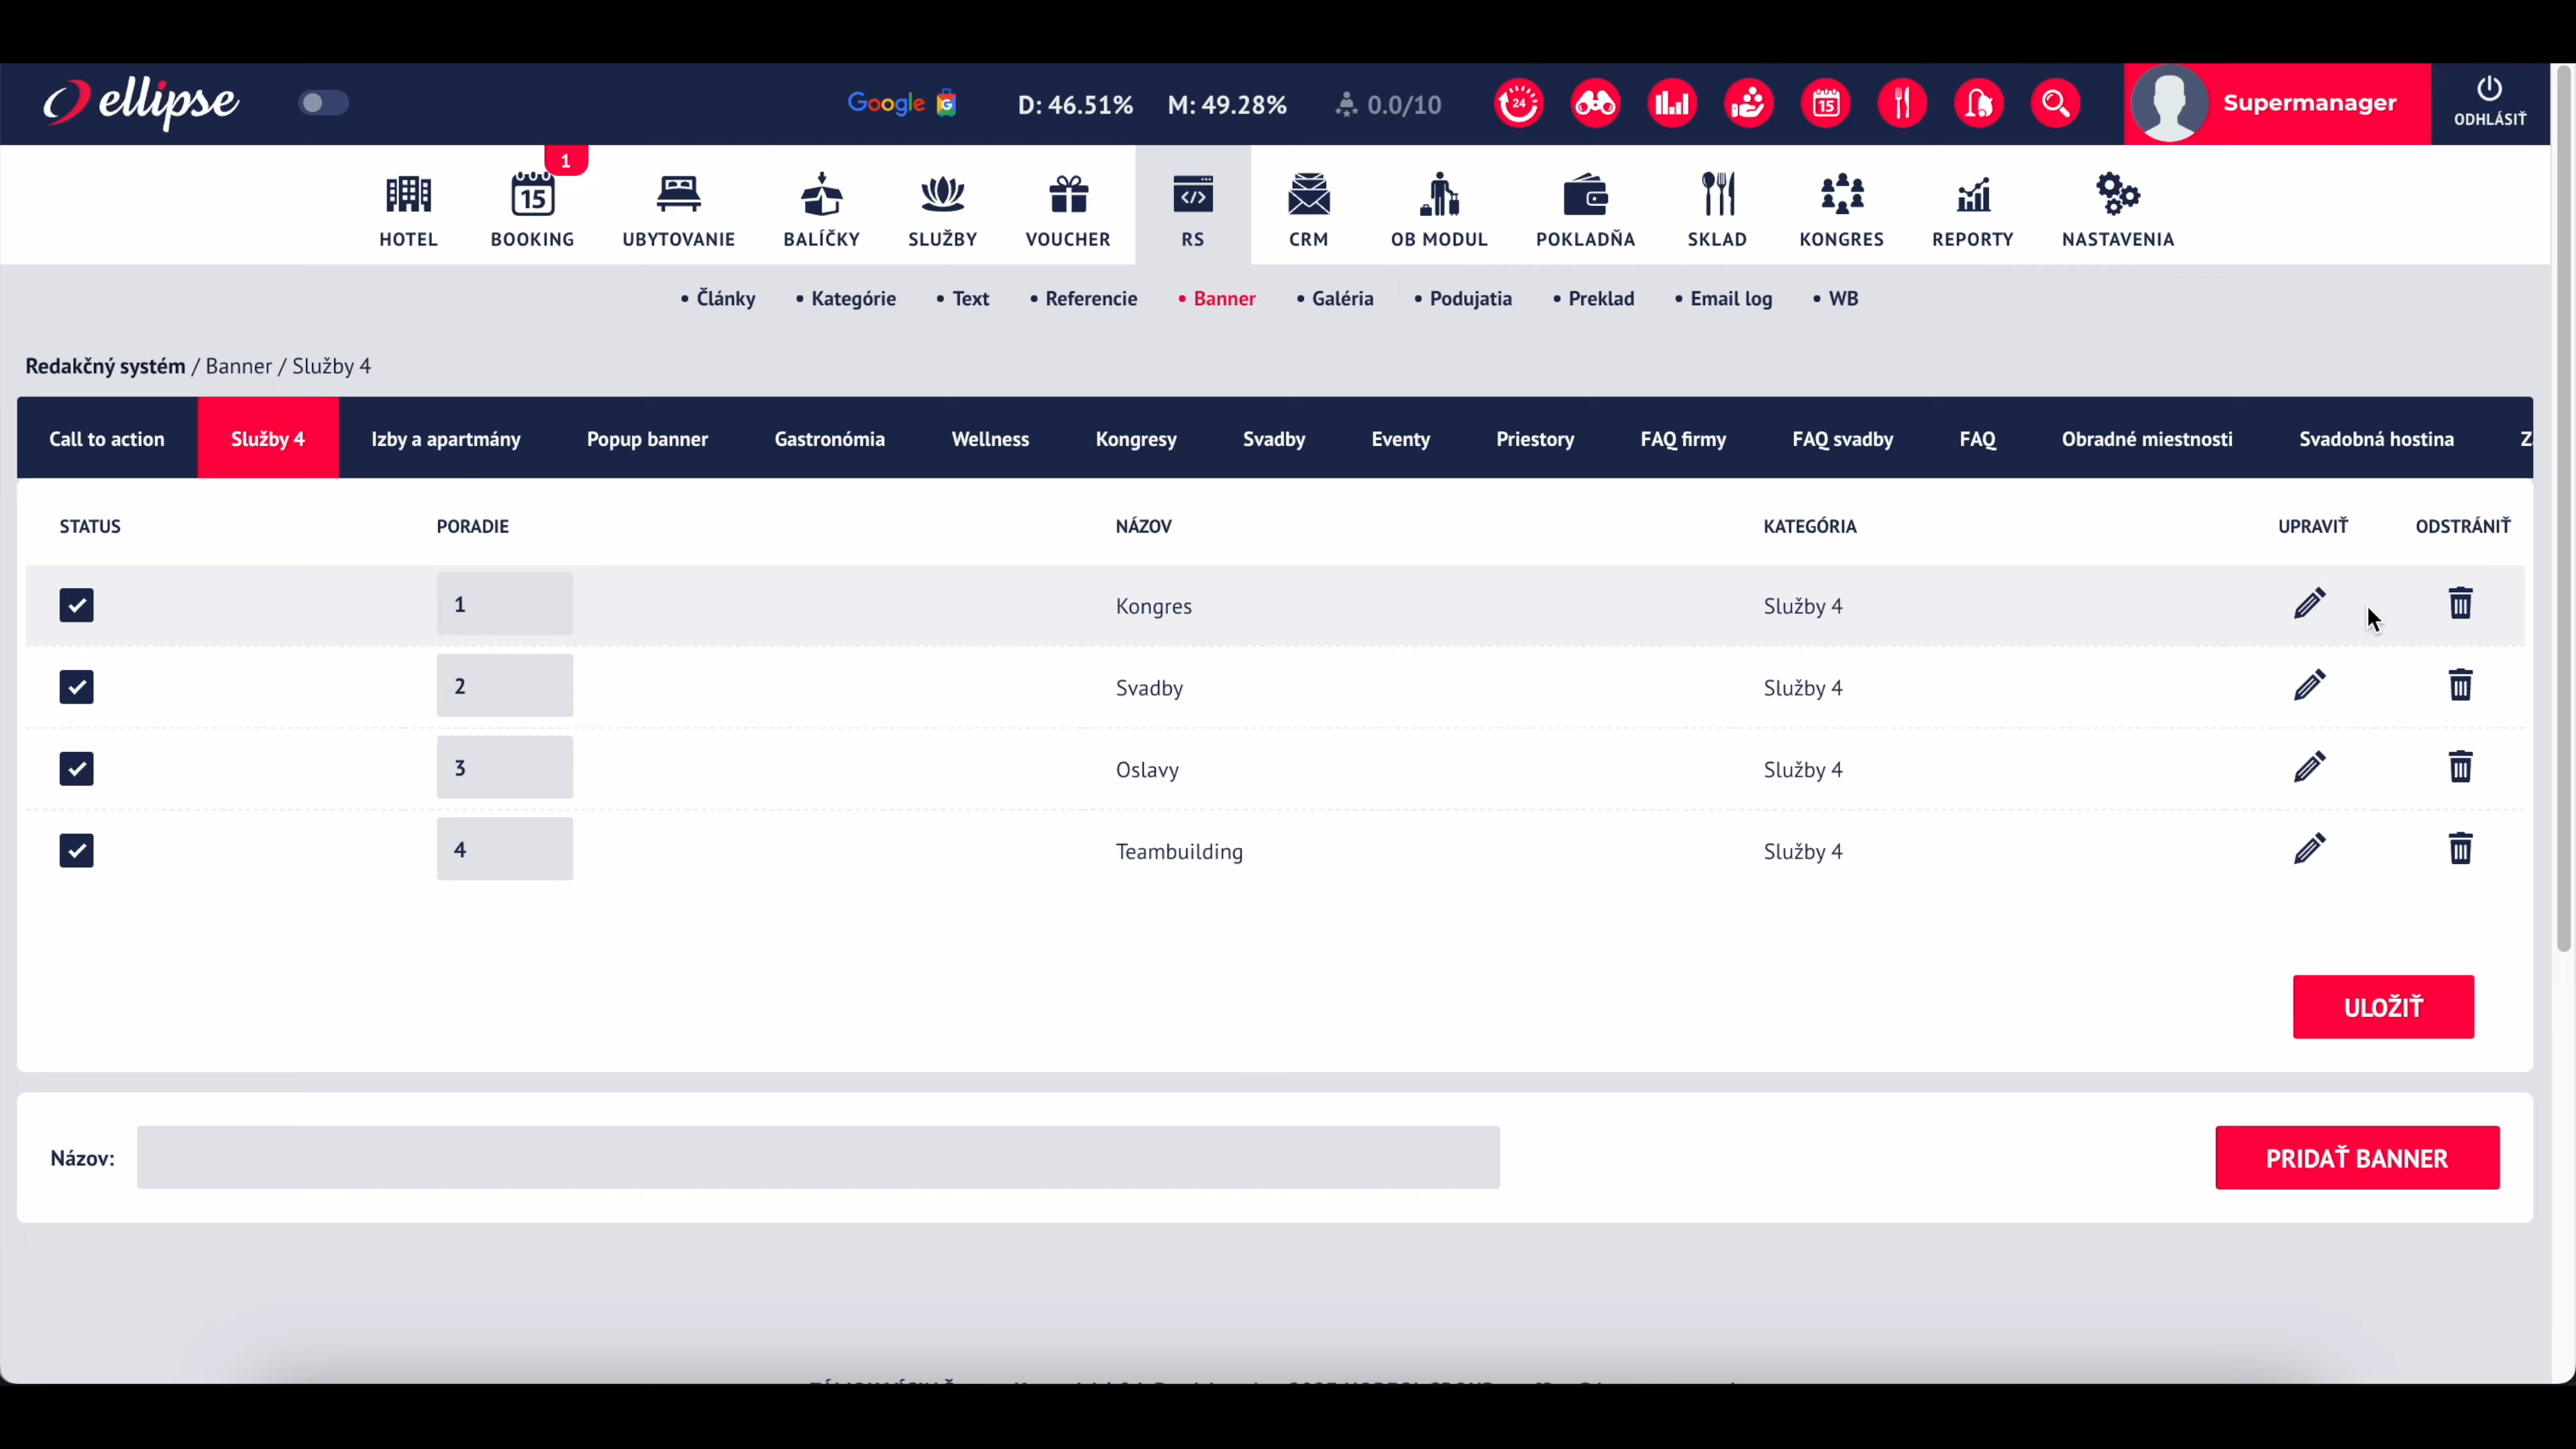 ellipse
Google G D: 46.51% M: 49.28% 0.0/10 24 15 Supermanager ODHLÁSIŤ
1
15
HOTEL BOOKING UBYTOVANIE BALÍČKY SLUŽBY VOUCHER RS CRM OB MODUL POKLADŇA SKLAD KONGRES REPORTY NASTAVENIA
• Články • Kategórie • Text • Referencie • Banner • Galéria • Podujatia • Preklad • Email log • WB
Redakčný systém / Banner / Služby 4
Call to action Služby 4 Izby a apartmány Popup banner Gastronómia Wellness Kongresy Svadby Eventy Priestory FAQ firmy FAQ svadby FAQ Obradné miestnosti Svadobná hostina Z
STATUS PORADIE NÁZOV KATEGÓRIA UPRAVIŤ ODSTRÁNIŤ
1 Kongres Služby 4
2 Svadby Služby 4
3 Oslavy Služby 4
4 Teambuilding Služby 4
ULOŽIŤ
Názov: PRIDAŤ BANNER